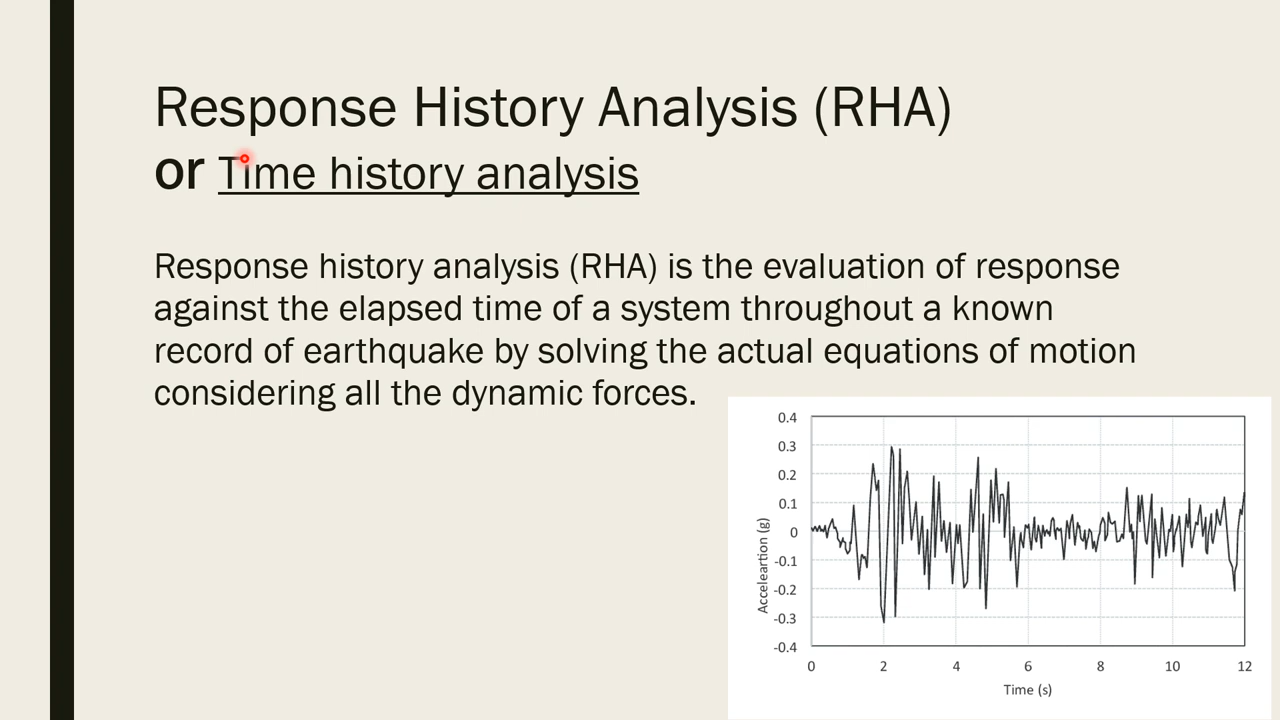 Response History Analysis (RHA)
or Time history analysis
Response history analysis (RHA) is the evaluation of response
against the elapsed time of a system throughout a known
record of earthquake by solving the actual equations of motion
considering all the dynamic forces.
0.4
0.3
0.2
0.1
0
-0.1
-0.2
-0.3
-0.4
Acceleartion (g)
0 2 4 6 8 10 12
Time (s)